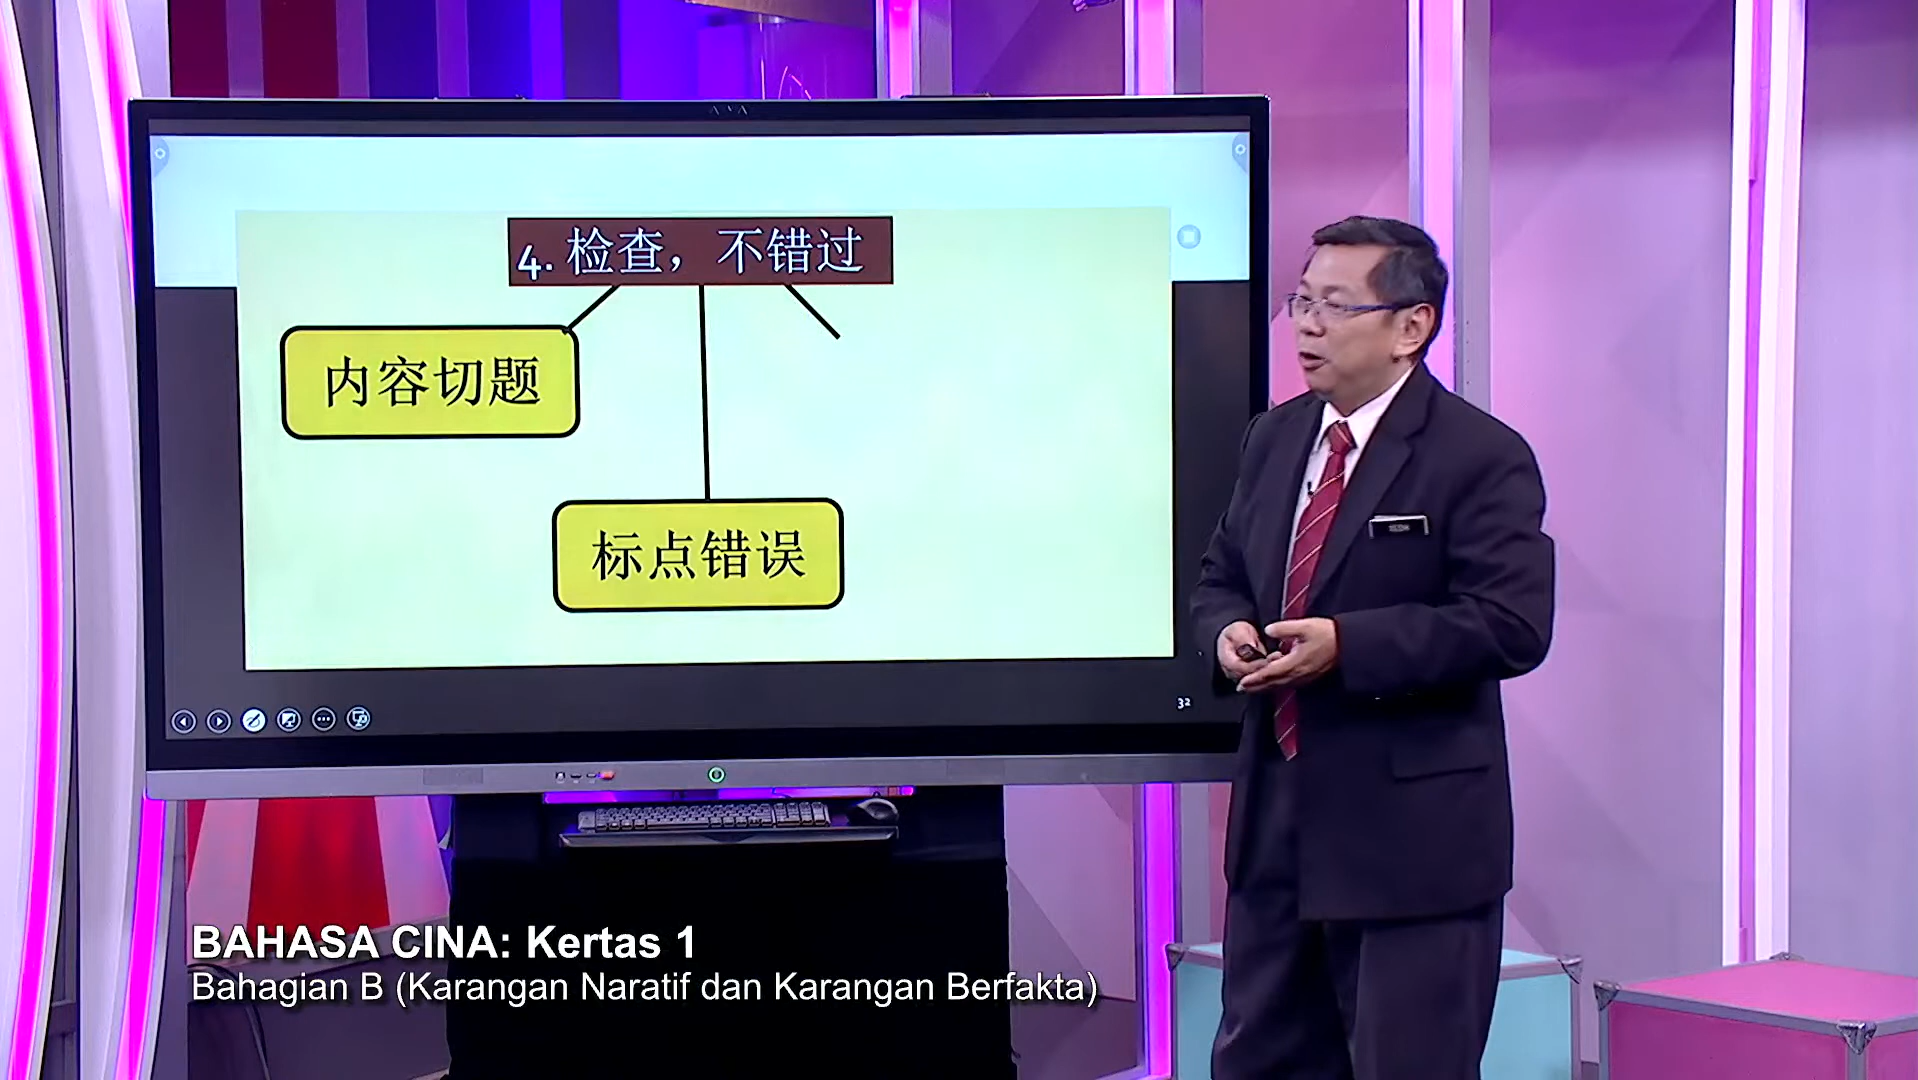 4. 检查，不错过
内容切题
标点错误
32
BAHASA CINA: Kertas 1
Bahagian B (Karangan Naratif dan Karangan Berfakta)